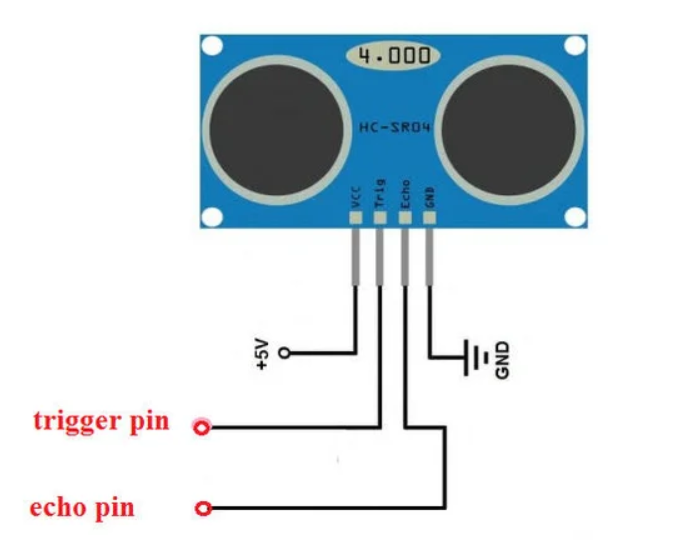 4.000
HC-SR04
VCC
Trig
Echo
GND
+5V
GND
trigger pin
echo pin